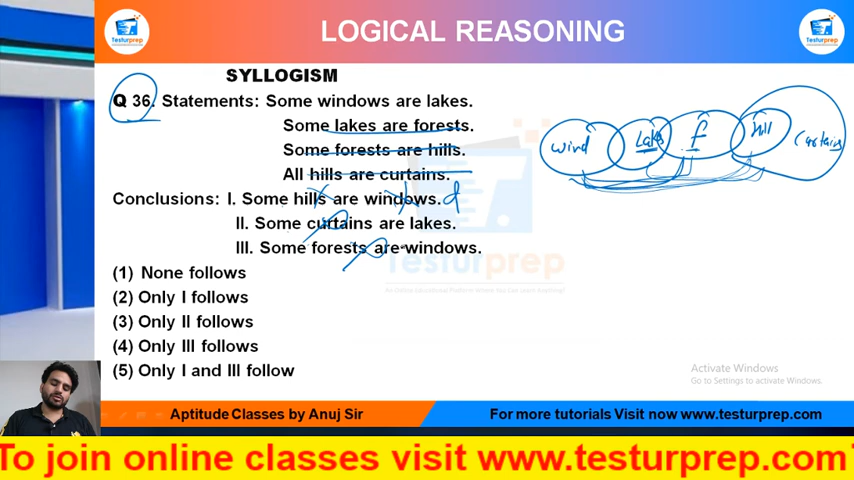 Testurprep
LOGICAL REASONING
Testurprep
SYLLOGISM
Q 36. Statements: Some windows are lakes.
Some lakes are forests.
Some forests are hills.
All hills are curtains.
Conclusions: I. Some hills are windows.
II. Some curtains are lakes.
III. Some forests are windows.
(1) None follows
(2) Only I follows
(3) Only II follows
(4) Only III follows
(5) Only I and III follow
wind
Lakes
f
hill
Curtains
Testurprep
Activate Windows
Go to Settings to activate Windows.
Aptitude Classes by Anuj Sir
For more tutorials Visit now www.testurprep.com
To join online classes visit www.testurprep.com